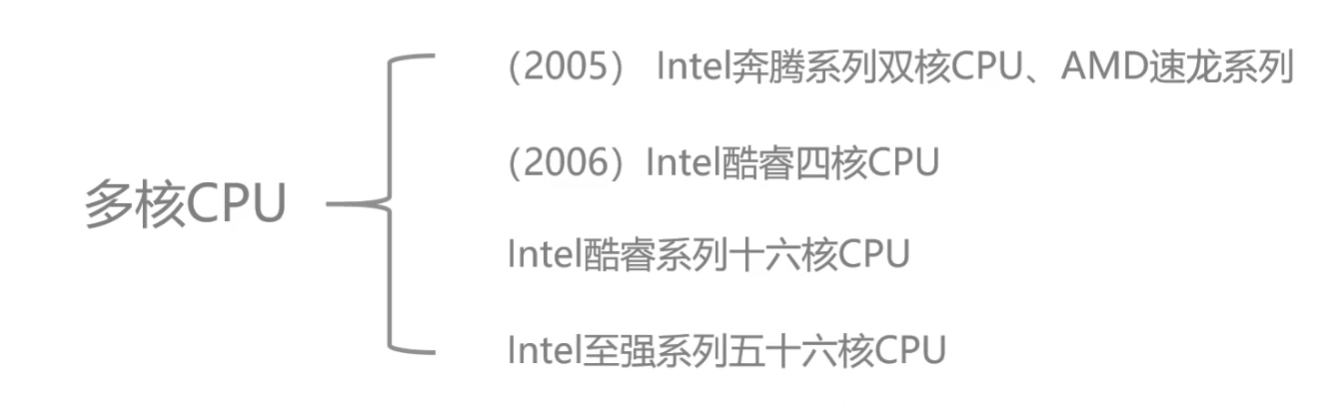 多核CPU
（2005） Intel奔腾系列双核CPU、AMD速龙系列
（2006）Intel酷睿四核CPU
Intel酷睿系列十六核CPU
Intel至强系列五十六核CPU